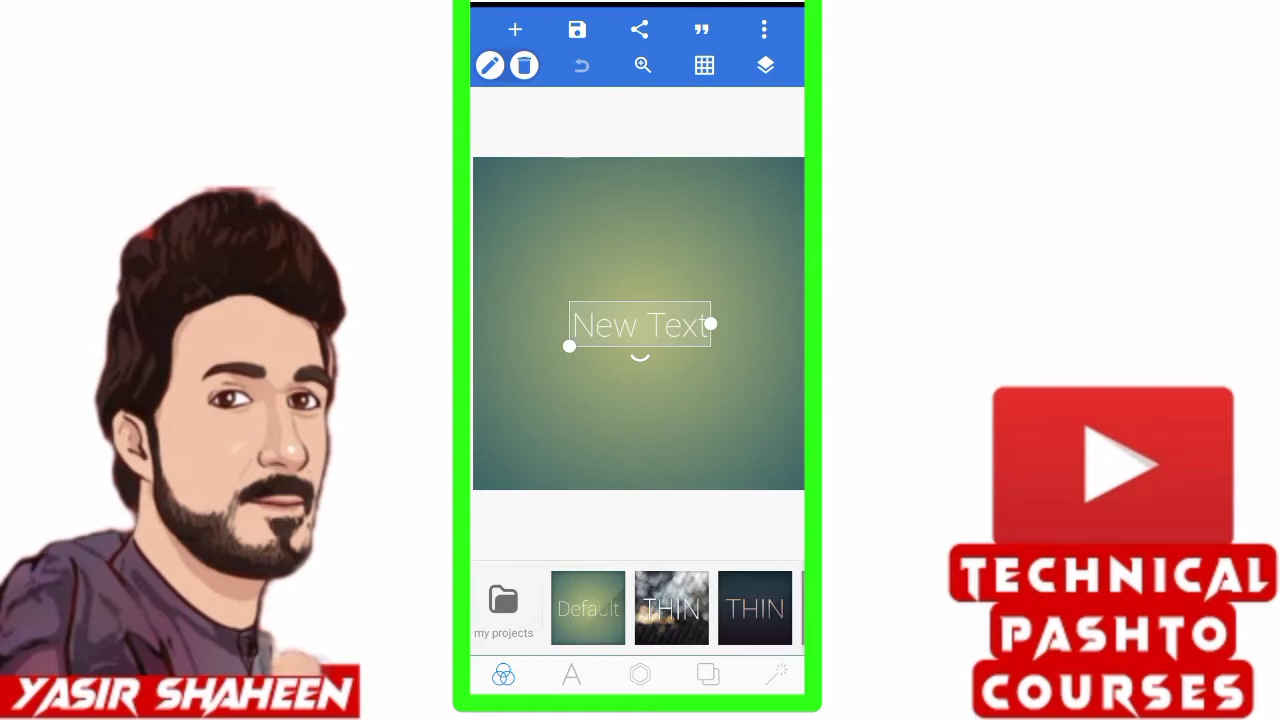 New Text
my projects
Default
THIN
THIN
YASIR SHAHEEN
TECHNICAL
PASHTO
COURSES